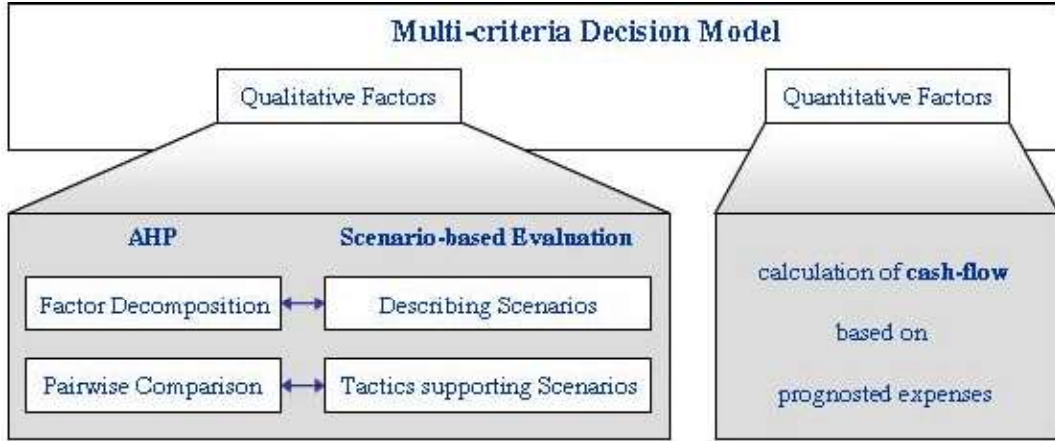 Multi-criteria Decision Model
Qualitative Factors
Quantitative Factors
AHP
Scenario-based Evaluation
Factor Decomposition
Describing Scenarios
Pairwise Comparison
Tactics supporting Scenarios
calculation of cash-flow
based on
prognosted expenses